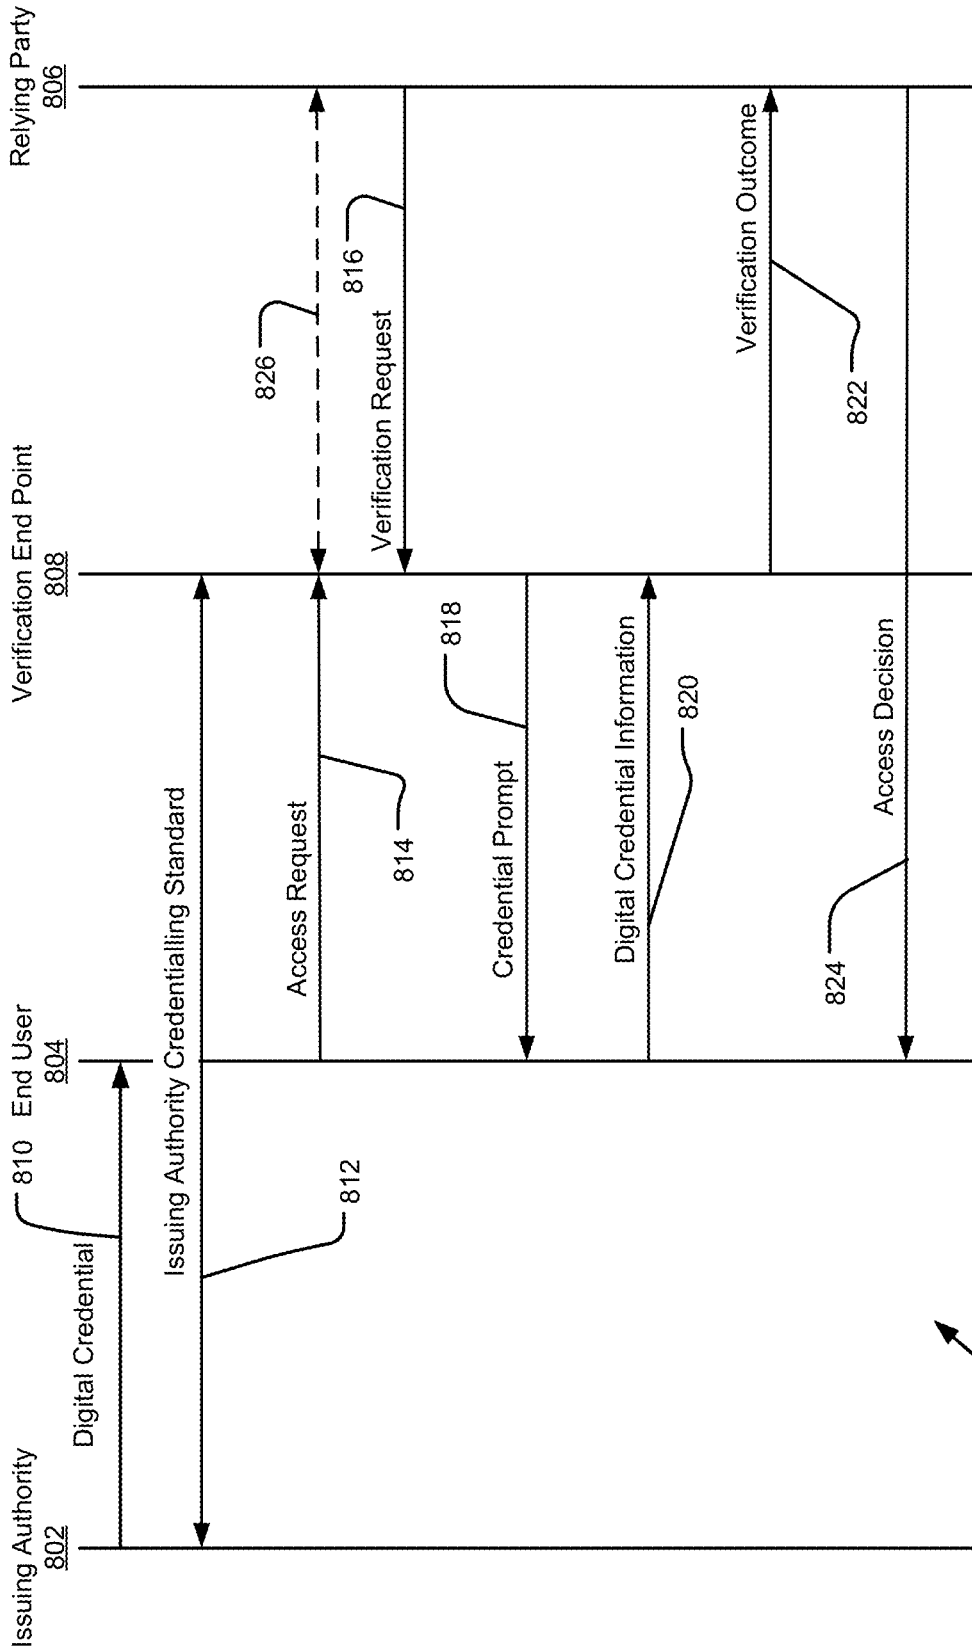 Issuing Authority
802
810
End User
804
Verification End Point
808
Relying Party
806
Digital Credential
Issuing Authority Credentialling Standard
812
Access Request
814
826
816
Verification Request
818
Credential Prompt
Digital Credential Information
820
Verification Outcome
822
Access Decision
824